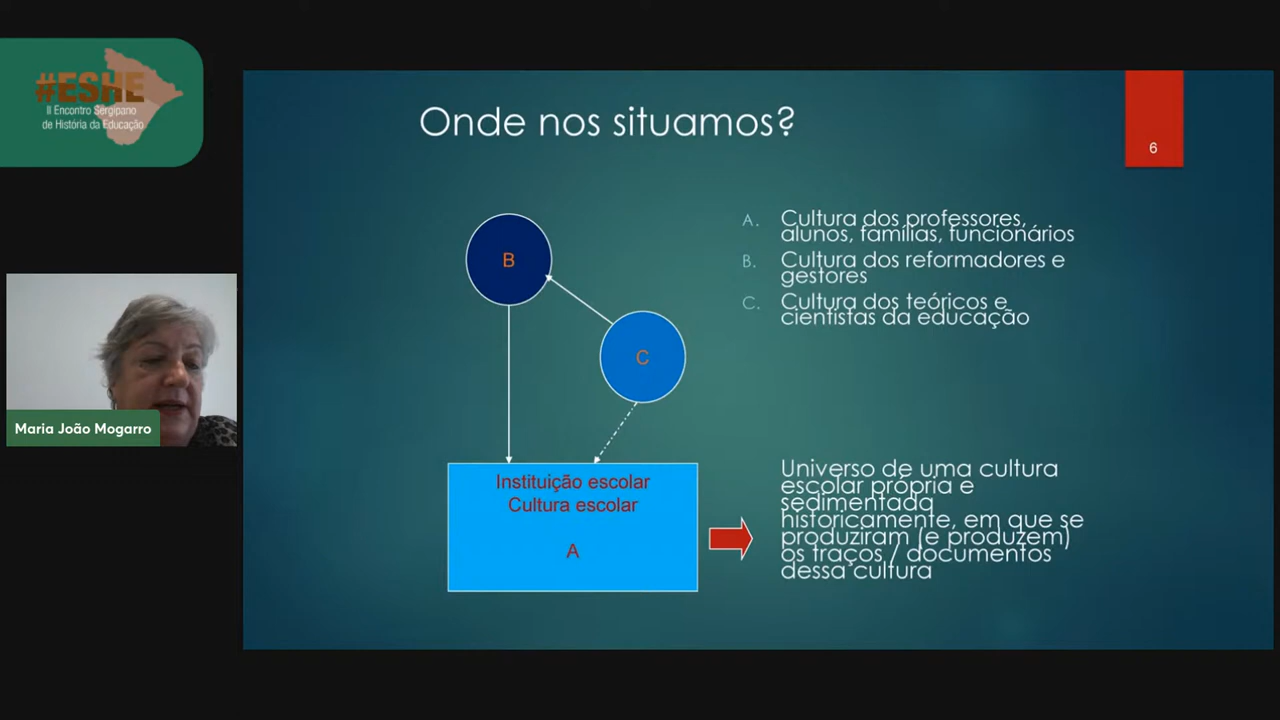 #ESHE
II Encontro Sergipano
de História da Educação
Maria João Mogarro
Onde nos situamos?
6
B
C
Instituição escolar
Cultura escolar
A
A. Cultura dos professores,
alunos, famílias, funcionários
B. Cultura dos reformadores e
gestores
C. Cultura dos teóricos e
cientistas da educação
Universo de uma cultura
escolar própria e
sedimentada
historicamente, em que se
produziram (e produzem)
os traços / documentos
dessa cultura